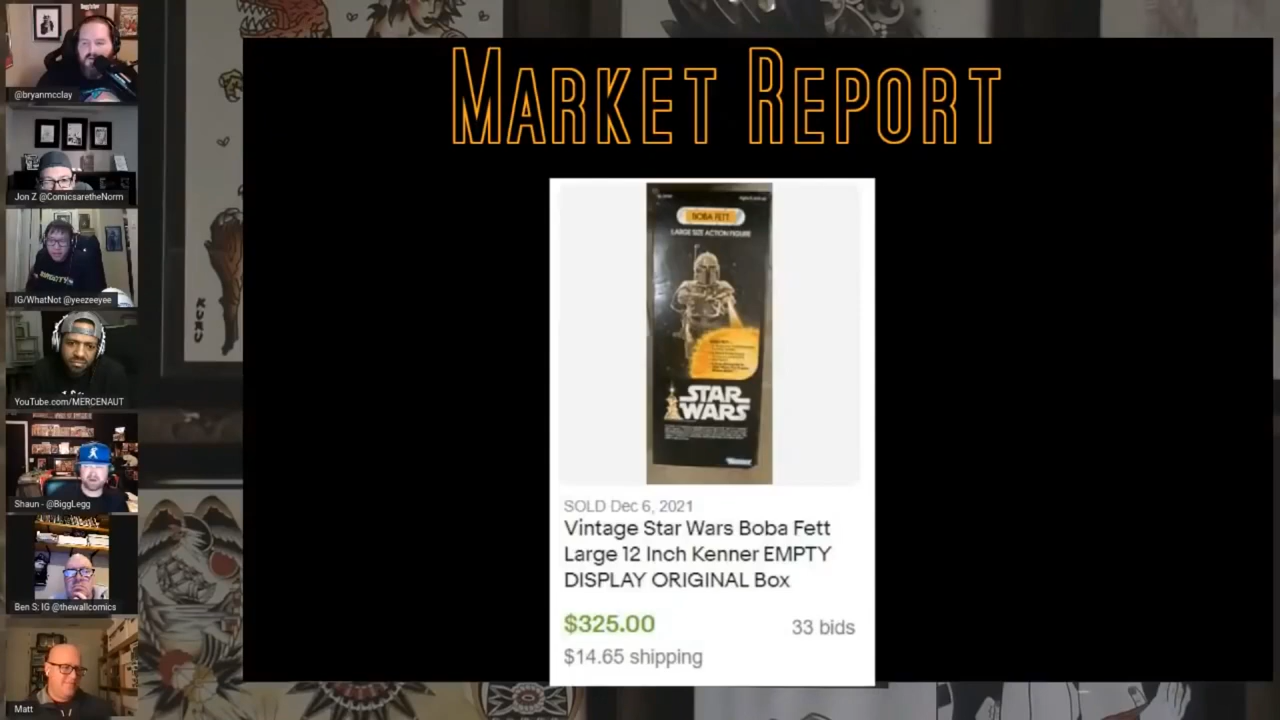 MARKET REPORT
@bryanmcclay
Jon Z @ComicsaretheNorm
IG/WhatNot @yeezeeyee
YouTube.com/MERCENAUT
Shaun - @BiggLegg
Ben S: IG @thewallcomics
Matt
KURU
BOBA FETT
LARGE SIZE ACTION FIGURE
STAR
WARS
SOLD Dec 6, 2021
Vintage Star Wars Boba Fett
Large 12 Inch Kenner EMPTY
DISPLAY ORIGINAL Box
$325.00
33 bids
$14.65 shipping